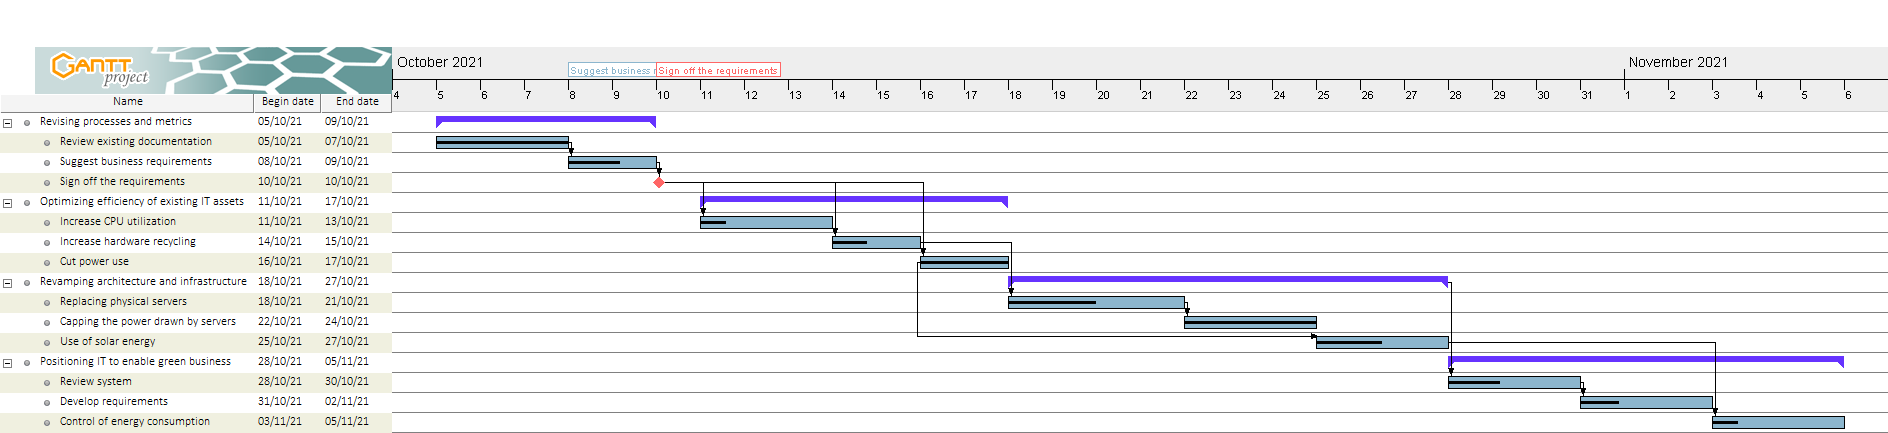 GANTT
project
October 2021
November 2021
Suggest business r
Sign off the requirements
Name Begin date End date
4 5 6 7 8 9 10 11 12 13 14 15 16 17 18 19 20 21 22 23 24 25 26 27 28 29 30 31 1 2 3 4 5 6
Revising processes and metrics 05/10/21 09/10/21
Review existing documentation 05/10/21 07/10/21
Suggest business requirements 08/10/21 09/10/21
Sign off the requirements 10/10/21 10/10/21
Optimizing efficiency of existing IT assets 11/10/21 17/10/21
Increase CPU utilization 11/10/21 13/10/21
Increase hardware recycling 14/10/21 15/10/21
Cut power use 16/10/21 17/10/21
Revamping architecture and infrastructure 18/10/21 27/10/21
Replacing physical servers 18/10/21 21/10/21
Capping the power drawn by servers 22/10/21 24/10/21
Use of solar energy 25/10/21 27/10/21
Positioning IT to enable green business 28/10/21 05/11/21
Review system 28/10/21 30/10/21
Develop requirements 31/10/21 02/11/21
Control of energy consumption 03/11/21 05/11/21